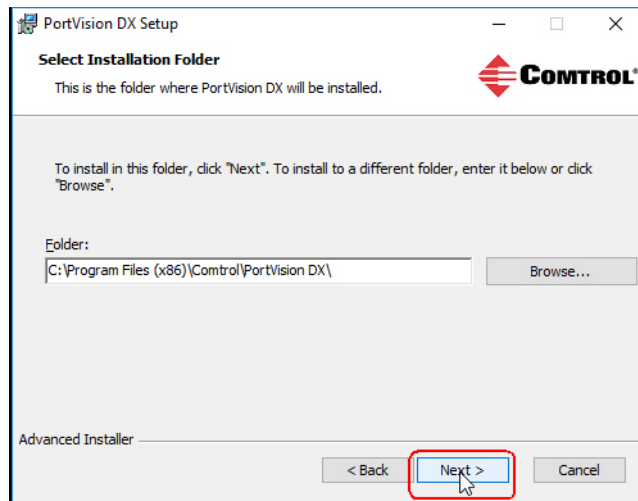 PortVision DX Setup
Select Installation Folder
This is the folder where PortVision DX will be installed.
COMTROL®
To install in this folder, click "Next". To install to a different folder, enter it below or click
"Browse".
Folder:
C:\Program Files (x86)\Comtrol\PortVision DX\
Browse...
Advanced Installer
< Back
Next >
Cancel